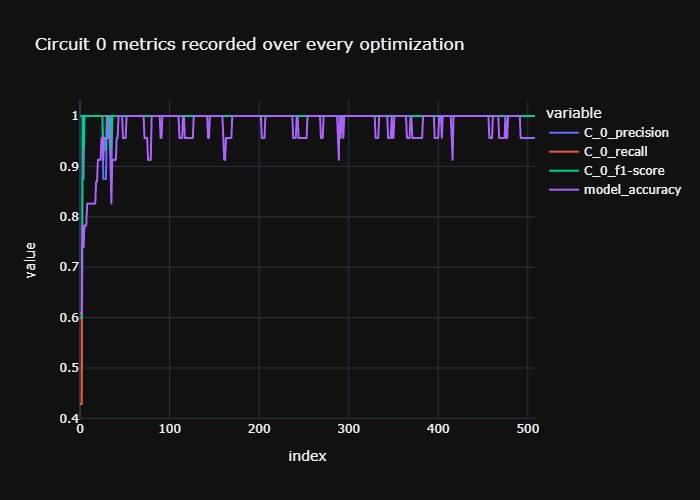 Circuit 0 metrics recorded over every optimization
variable
C_0_precision
C_0_recall
C_0_f1-score
model_accuracy
value
1
0.9
0.8
0.7
0.6
0.5
0.4
0 100 200 300 400 500
index